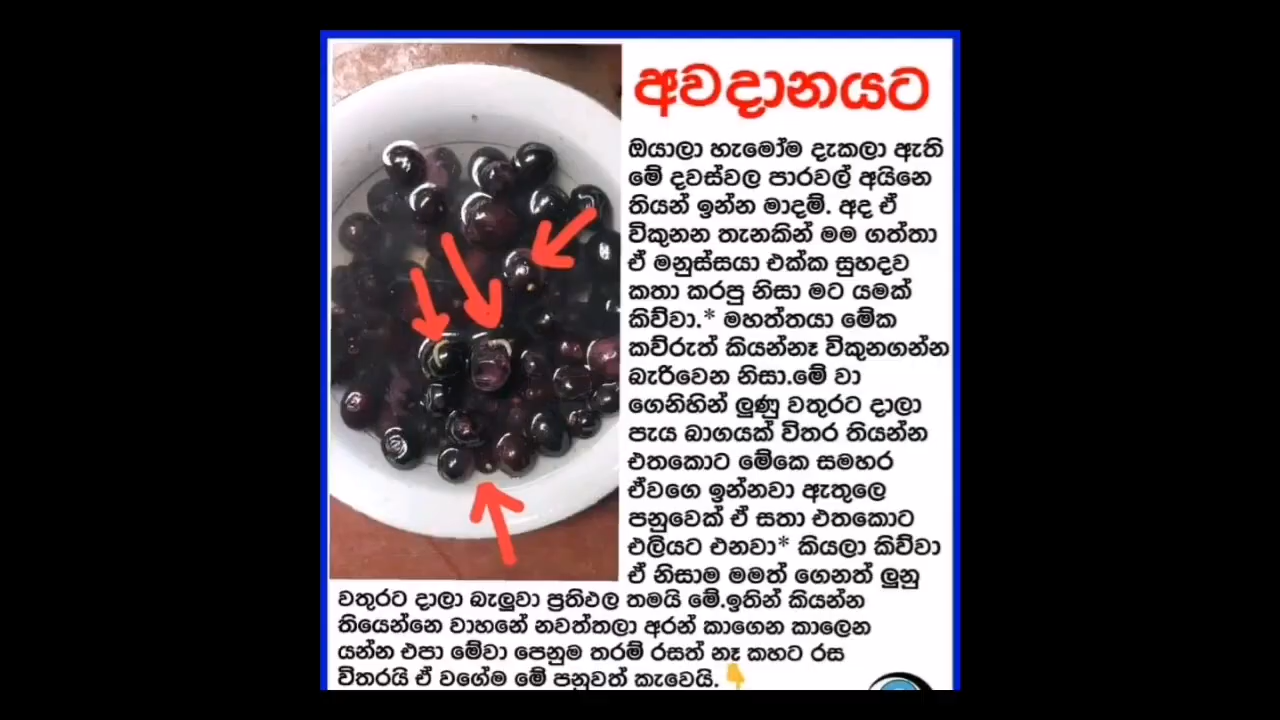 අවදානයට
ඔයාලා හැමෝම දැකලා ඇති
මේ දවස්වල පාරවල් අයිනෙ
තියන් ඉන්න මාදම්. අද ඒ
විකුනන තැනකින් මම ගත්තා
ඒ මනුස්සයා එක්ක සුහදව
කතා කරපු නිසා මට යමක්
කිව්වා.* මහත්තයා මේක
කව්රුත් කියන්නෑ විකුනගන්න
බැරිවෙන නිසා.මේ වා
ගෙනිහින් ලුණු වතුරට දාලා
පැය බාගයක් විතර තියන්න
එතකොට මේකෙ සමහර
ඒවගෙ ඉන්නවා ඇතුලෙ
පනුවෙක් ඒ සතා එතකොට
එලියට එනවා* කියලා කිව්වා
ඒ නිසාම මමත් ගෙනත් ලුනු
වතුරට දාලා බැලුවා ප්‍රතිඵල තමයි මේ.ඉතින් කියන්න
තියෙන්නෙ වාහනේ නවත්තලා අරන් කාගෙන කාලෙන
යන්න එපා මේවා පෙනුම තරම් රසත් නෑ කහට රස
විතරයි ඒ වගේම මේ පනුවත් කැවෙයි.👇